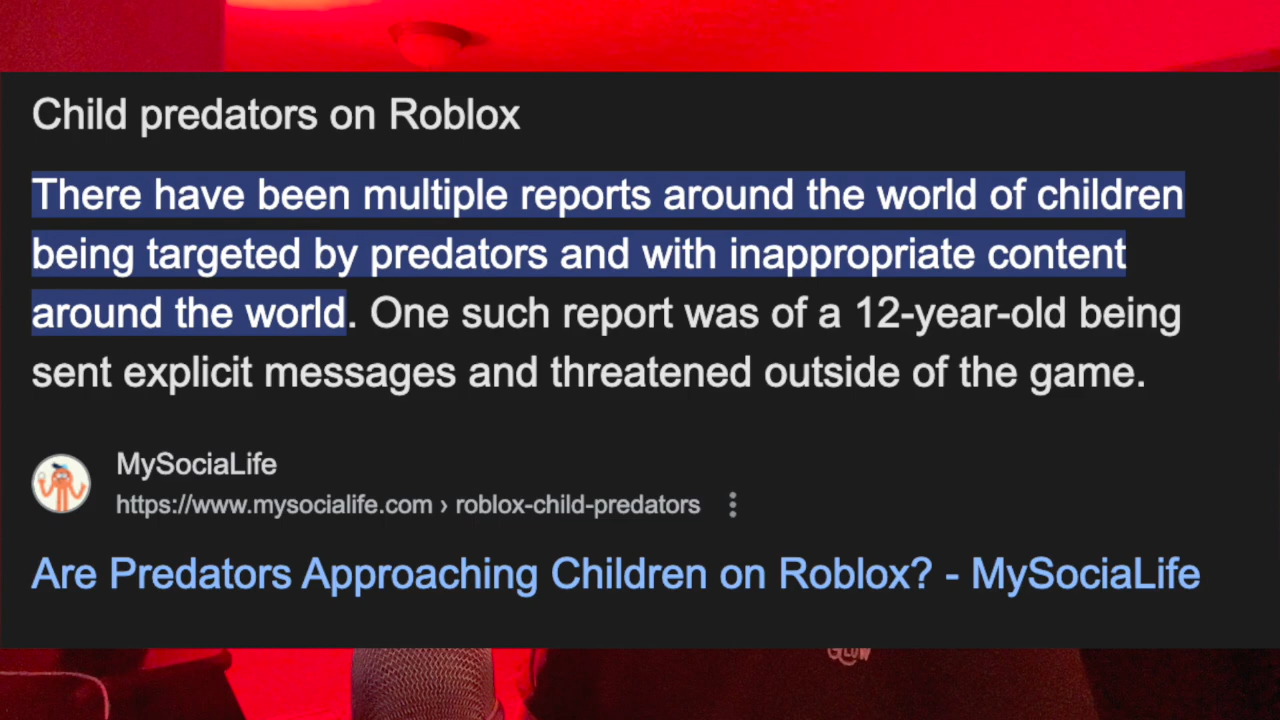 Child predators on Roblox
There have been multiple reports around the world of children
being targeted by predators and with inappropriate content
around the world. One such report was of a 12-year-old being
sent explicit messages and threatened outside of the game.
MySociaLife
https://www.mysocialife.com › roblox-child-predators
Are Predators Approaching Children on Roblox? - MySociaLife
GLOW